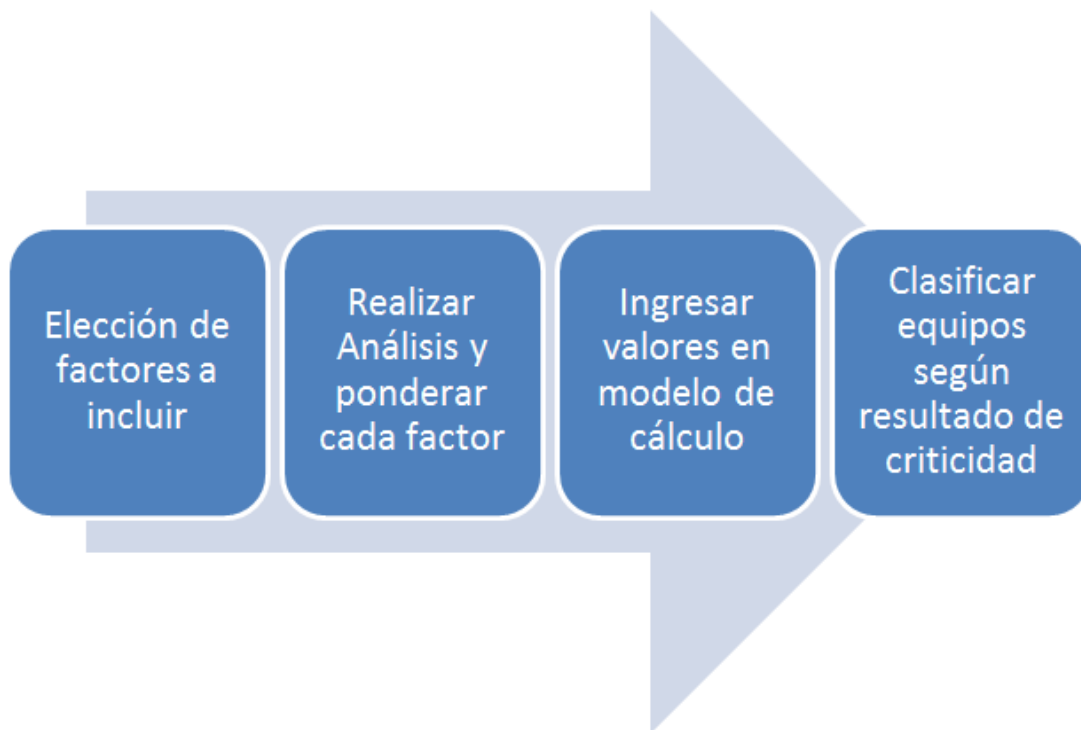 Elección de
factores a
incluir
Realizar
Análisis y
ponderar
cada factor
Ingresar
valores en
modelo de
cálculo
Clasificar
equipos
según
resultado de
criticidad